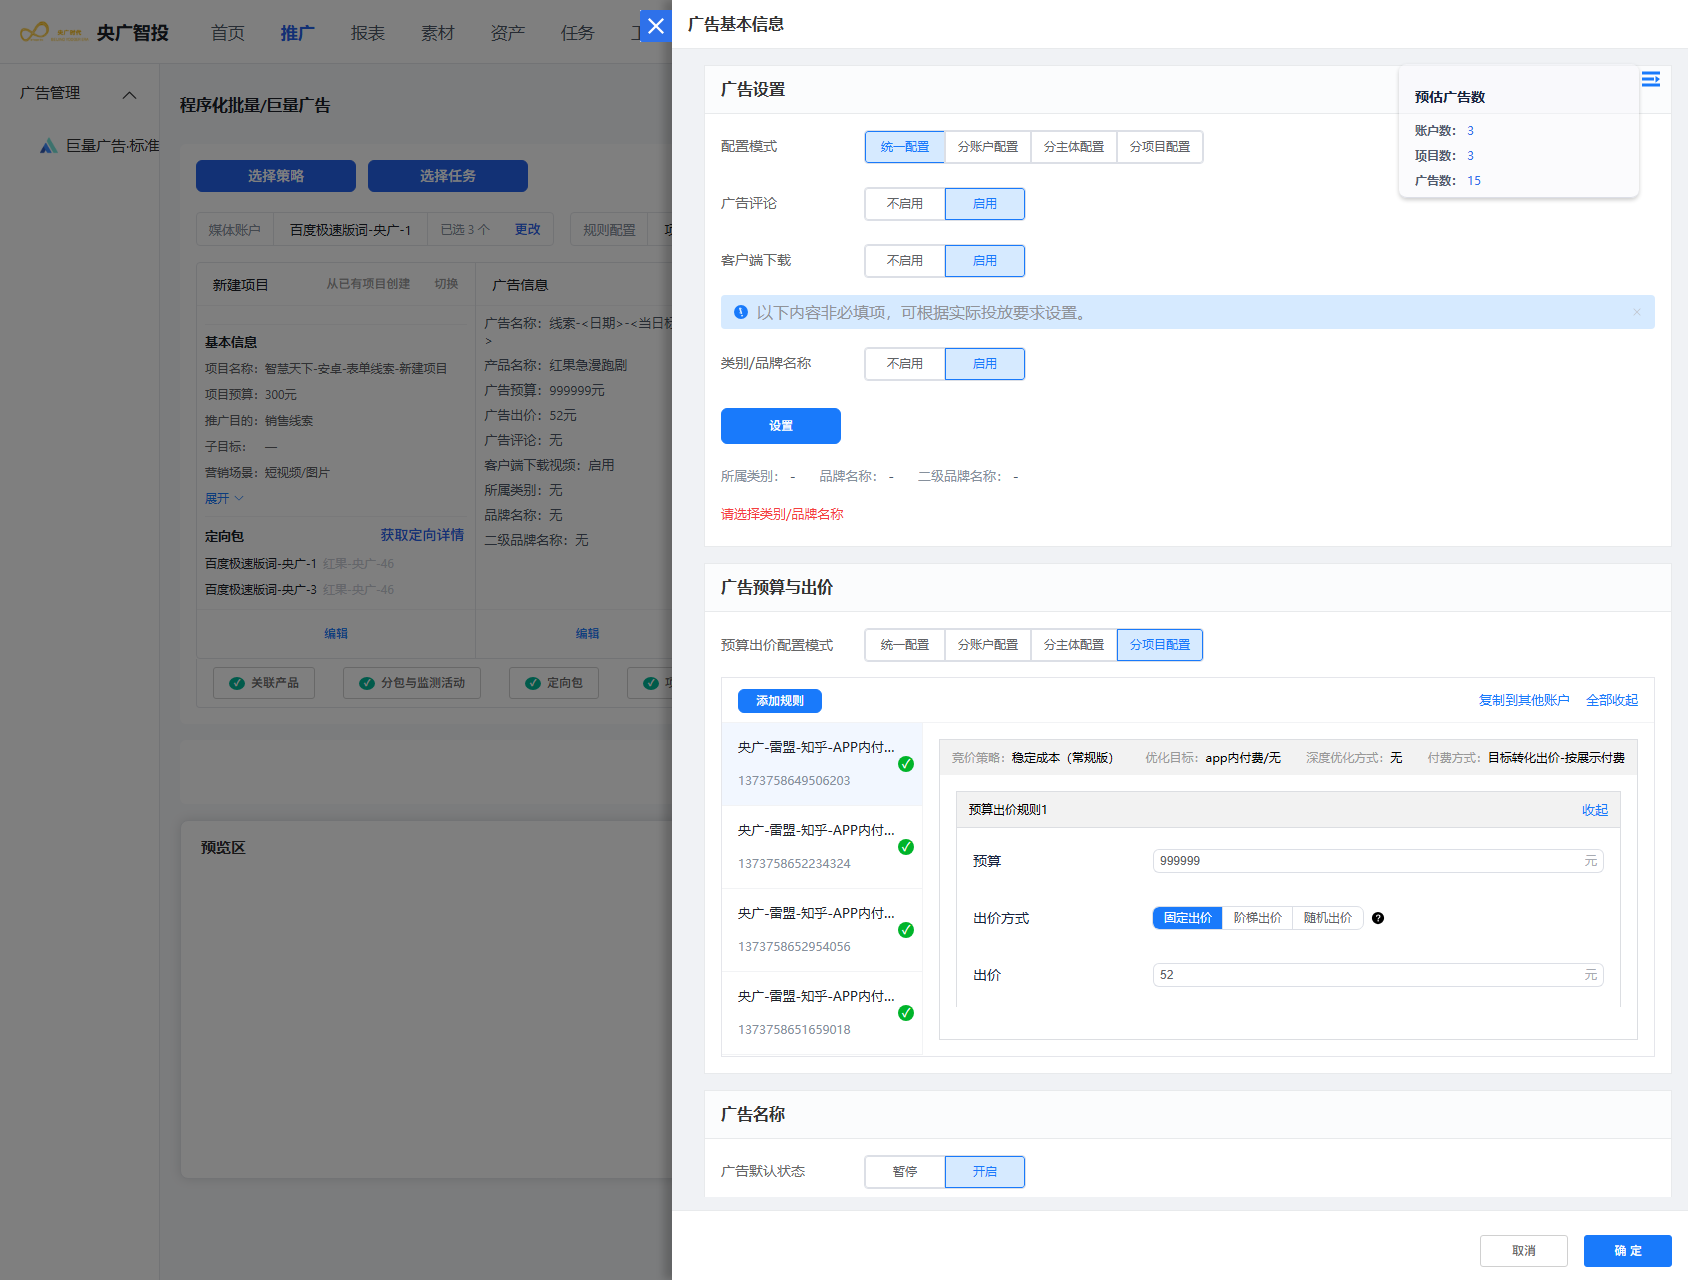 央广智投
首页
推广
报表
素材
资产
任务
广告管理
巨量广告·标准
程序化批量/巨量广告
选择策略
选择任务
媒体账户
百度极速版词-央广-1
已选 3 个
更改
规则配置
新建项目
从已有项目创建
切换
广告信息
基本信息
项目名称：智慧天下-安卓-表单线索-新建项目
项目预算：300元
推广目的：销售线索
子目标：—
营销场景：短视频/图片
展开
定向包
获取定向详情
百度极速版词-央广-1 红果-央广-46
百度极速版词-央广-3 红果-央广-46
编辑
广告名称：线索-<日期>-<当日标
>
产品名称：红果急漫跑剧
广告预算：999999元
广告出价：52元
广告评论：无
客户端下载视频：启用
所属类别：无
品牌名称：无
二级品牌名称：无
编辑
关联产品
分包与监测活动
定向包
预览区
广告基本信息
广告设置
预估广告数
账户数： 3
项目数： 3
广告数： 15
配置模式
统一配置
分账户配置
分主体配置
分项目配置
广告评论
不启用
启用
客户端下载
不启用
启用
以下内容非必填项，可根据实际投放要求设置。
类别/品牌名称
不启用
启用
设置
所属类别： -
品牌名称： -
二级品牌名称： -
请选择类别/品牌名称
广告预算与出价
预算出价配置模式
统一配置
分账户配置
分主体配置
分项目配置
添加规则
复制到其他账户
全部收起
央广-雷盟-知乎-APP内付...
1373758649506203
央广-雷盟-知乎-APP内付...
1373758652234324
央广-雷盟-知乎-APP内付...
1373758652954056
央广-雷盟-知乎-APP内付...
1373758651659018
竞价策略：稳定成本（常规版）
优化目标：app内付费/无
深度优化方式：无
付费方式：目标转化出价-按展示付费
预算出价规则1
收起
预算
999999
元
出价方式
固定出价
阶梯出价
随机出价
出价
52
元
广告名称
广告默认状态
暂停
开启
取消
确 定